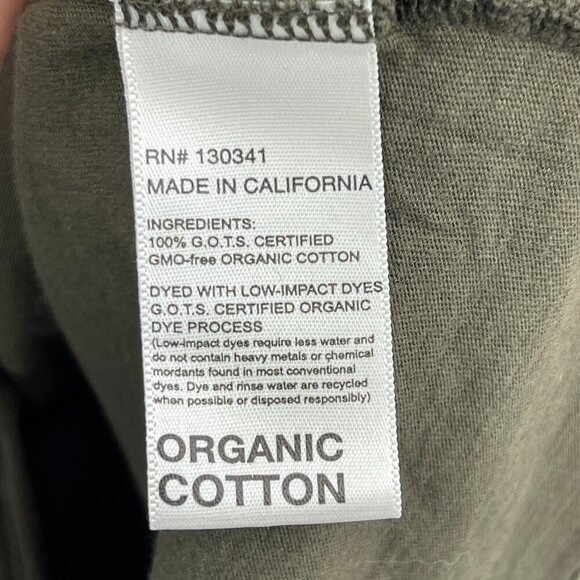 RN# 130341
MADE IN CALIFORNIA
INGREDIENTS:
100% G.O.T.S. CERTIFIED
GMO-free ORGANIC COTTON
DYED WITH LOW-IMPACT DYES
G.O.T.S. CERTIFIED ORGANIC
DYE PROCESS
(Low-impact dyes require less water and
do not contain heavy metals or chemical
mordants found in most conventional
dyes. Dye and rinse water are recycled
when possible or disposed responsibly)
ORGANIC
COTTON